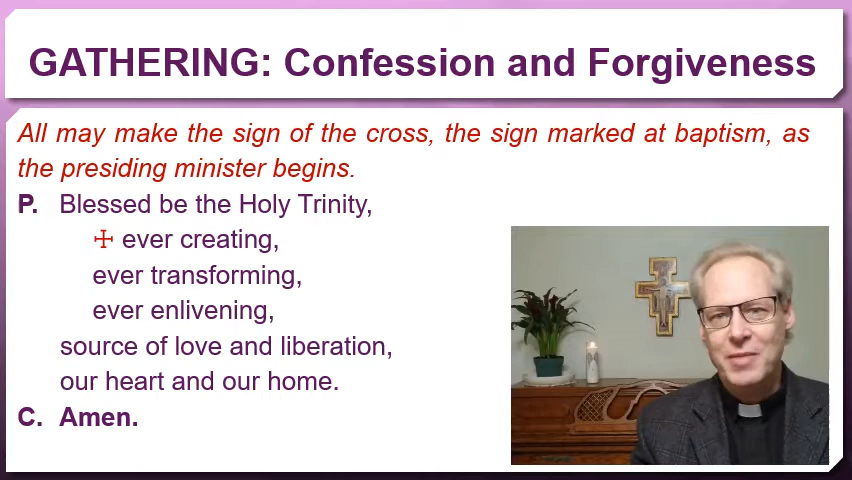 GATHERING: Confession and Forgiveness
All may make the sign of the cross, the sign marked at baptism, as
the presiding minister begins.
P. Blessed be the Holy Trinity,
☩ ever creating,
ever transforming,
ever enlivening,
source of love and liberation,
our heart and our home.
C. Amen.